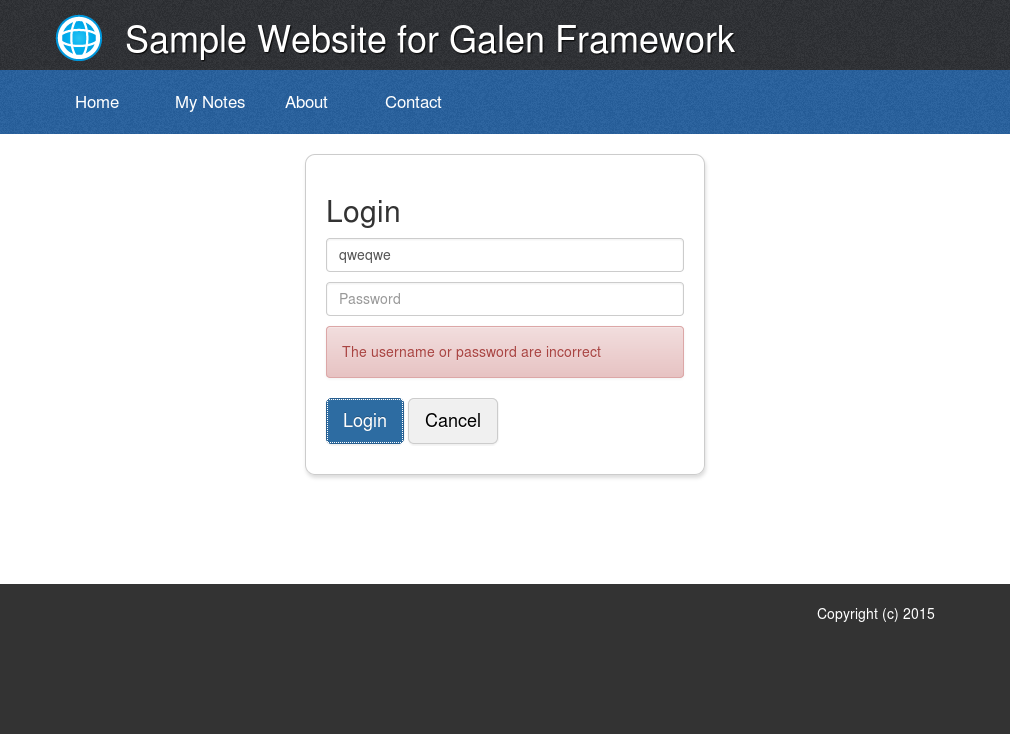 Sample Website for Galen Framework
Home My Notes About Contact
Login
qweqwe
Password
The username or password are incorrect
Login Cancel
Copyright (c) 2015